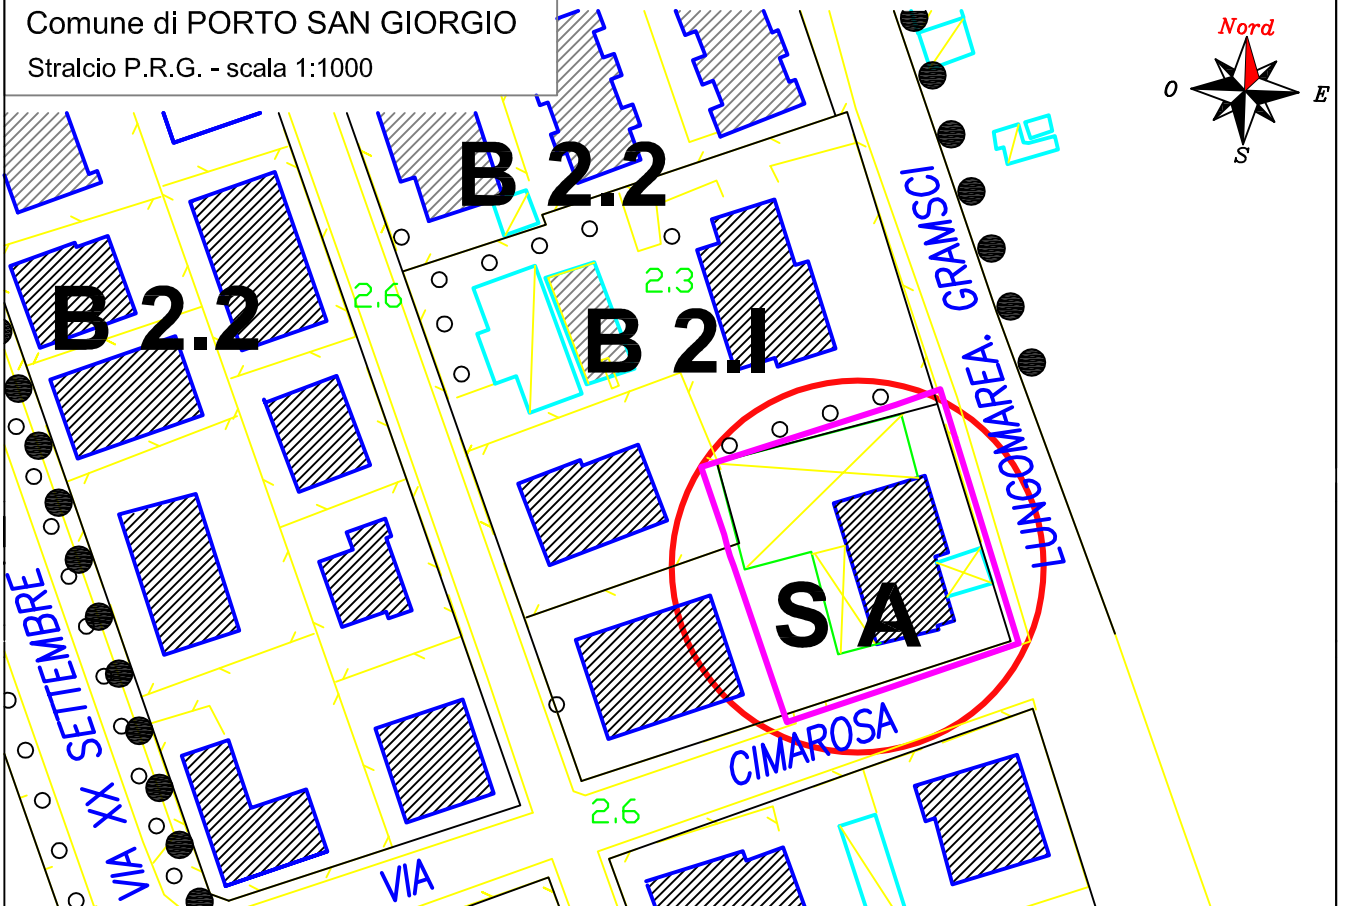 Comune di PORTO SAN GIORGIO
Stralcio P.R.G. - scala 1:1000
Nord
O
E
S
B 2.2
B 2.2
2.6
2.3
B 2.I
LUNGOMAREA. GRAMSCI
S A
VIA XX SETTEMBRE
VIA CIMAROSA
2.6